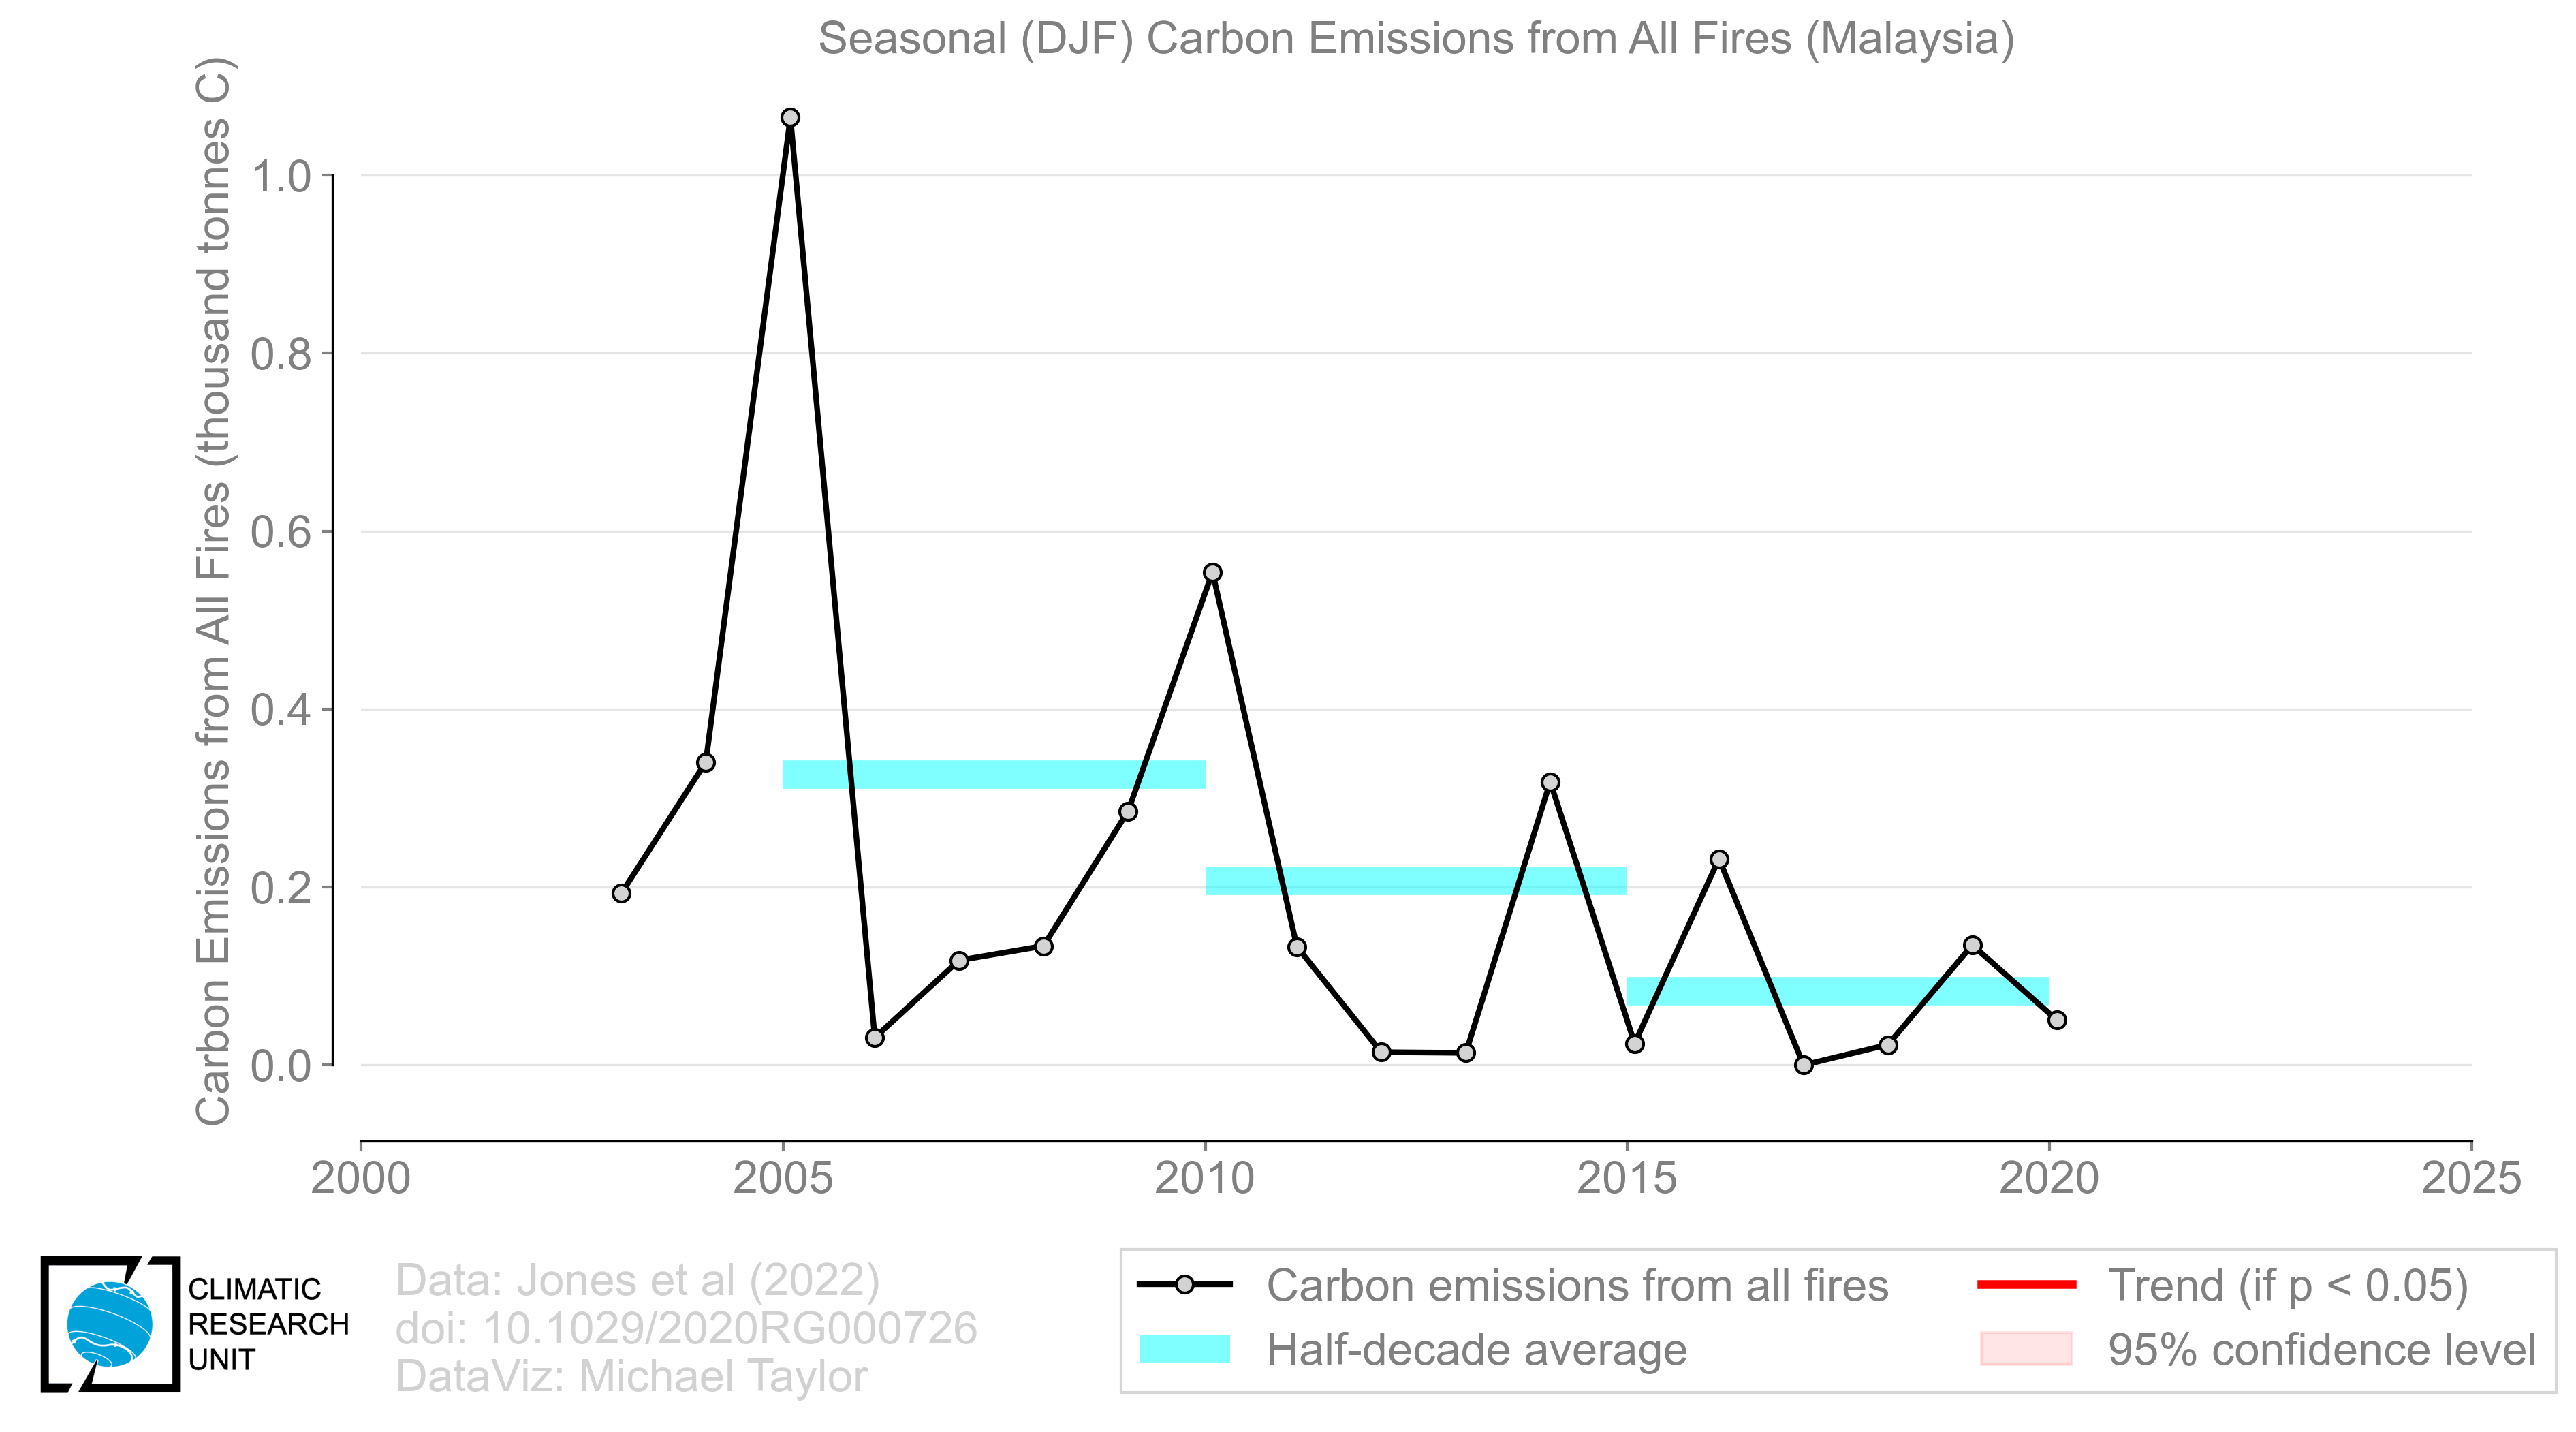 Seasonal (DJF) Carbon Emissions from All Fires (Malaysia)
Carbon Emissions from All Fires (thousand tonnes C)
1.0
0.8
0.6
0.4
0.2
0.0
2000
2005
2010
2015
2020
2025
CLIMATIC
RESEARCH
UNIT
Data: Jones et al (2022)
doi: 10.1029/2020RG000726
DataViz: Michael Taylor
Carbon emissions from all fires
Half-decade average
Trend (if p < 0.05)
95% confidence level